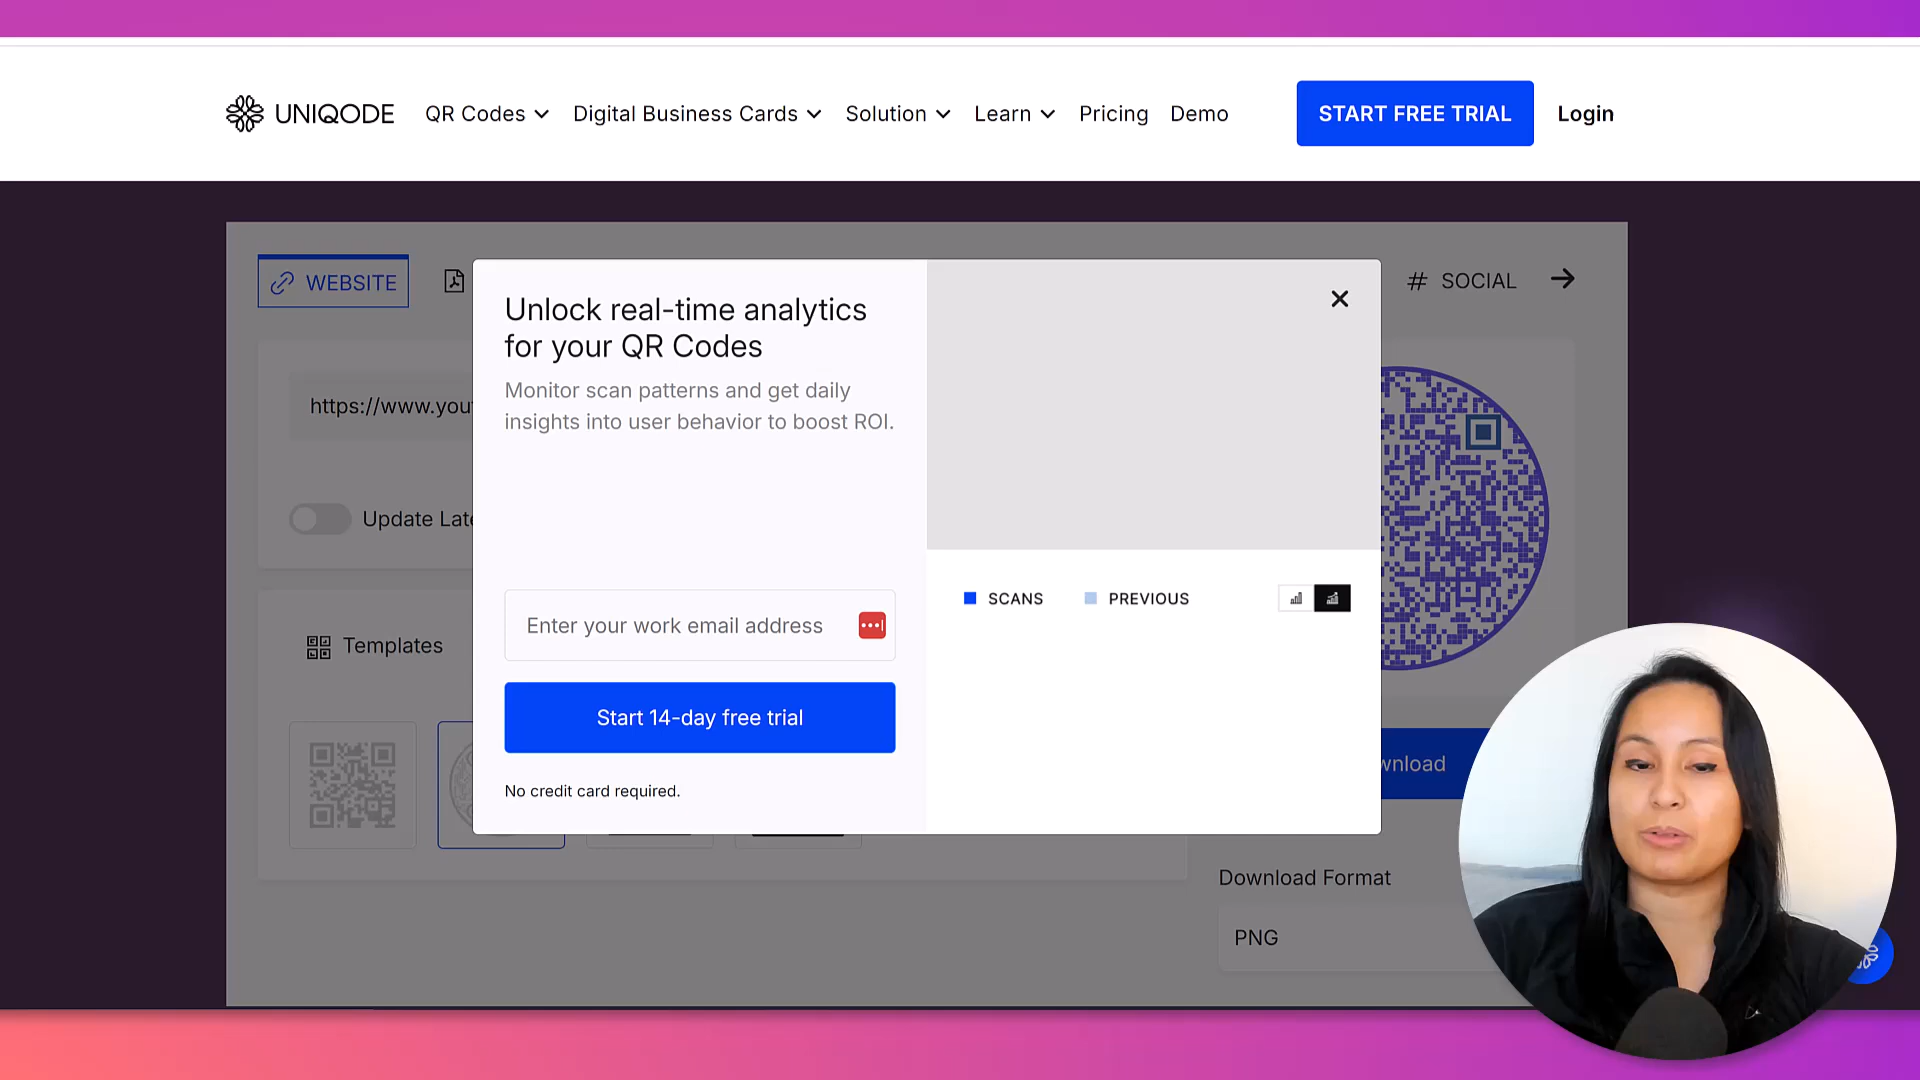 UNIQODE
QR Codes
Digital Business Cards
Solution
Learn
Pricing
Demo
START FREE TRIAL
Login
WEBSITE
# SOCIAL
Unlock real-time analytics
for your QR Codes
Monitor scan patterns and get daily
insights into user behavior to boost ROI.
https://www.you
Update Late
Enter your work email address
SCANS
PREVIOUS
Templates
Start 14-day free trial
wnload
No credit card required.
Download Format
PNG